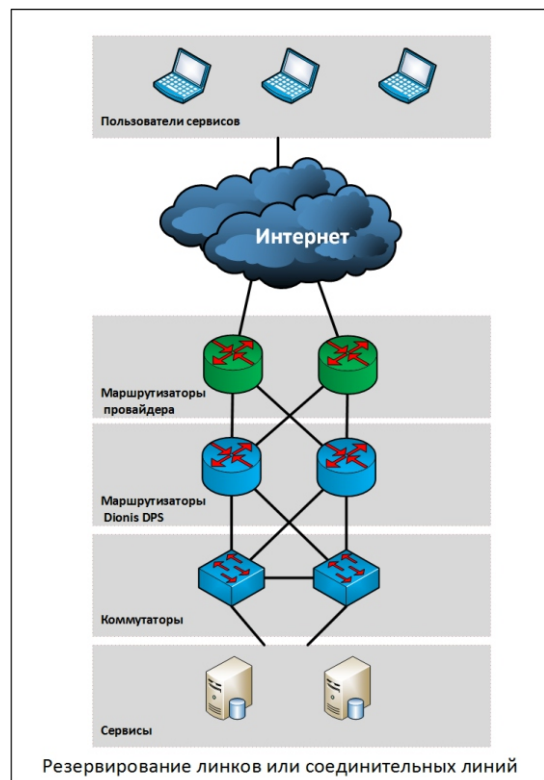 Пользователи сервисов
Интернет
Маршрутизаторы
провайдера
Маршрутизаторы
Dionis DPS
Коммутаторы
Сервисы
Резервирование линков или соединительных линий